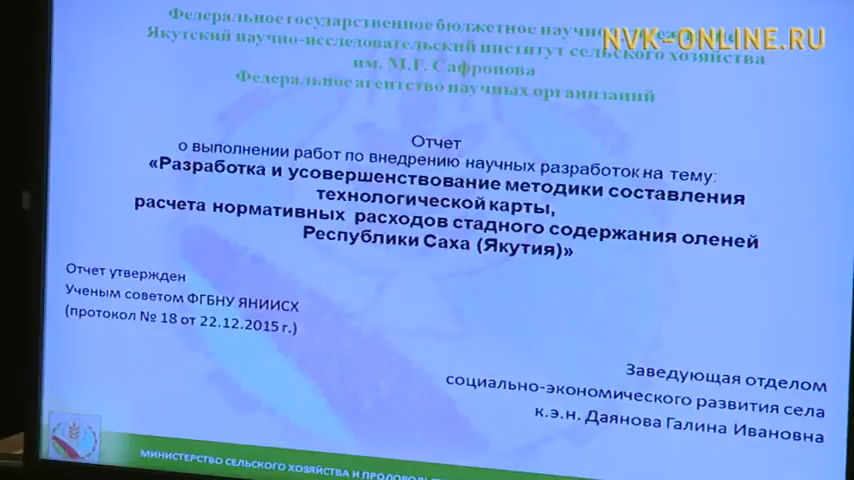 Федеральное государственное бюджетное научное
NVK-ONLINE.RU
Якутский научно-исследовательский институт сельского хозяйства
им. М.Г. Сафронова
Федеральное агентство научных организаций
Отчет
о выполнении работ по внедрению научных разработок на тему:
«Разработка и усовершенствование методики составления
технологической карты,
расчета нормативных расходов стадного содержания оленей
Республики Саха (Якутия)»
Отчет утвержден
Ученым советом ФГБНУ ЯНИИСХ
(протокол № 18 от 22.12.2015 г.)
Заведующая отделом
социально-экономического развития села
к.э.н. Даянова Галина Ивановна
МИНИСТЕРСТВО СЕЛЬСКОГО ХОЗЯЙСТВА И